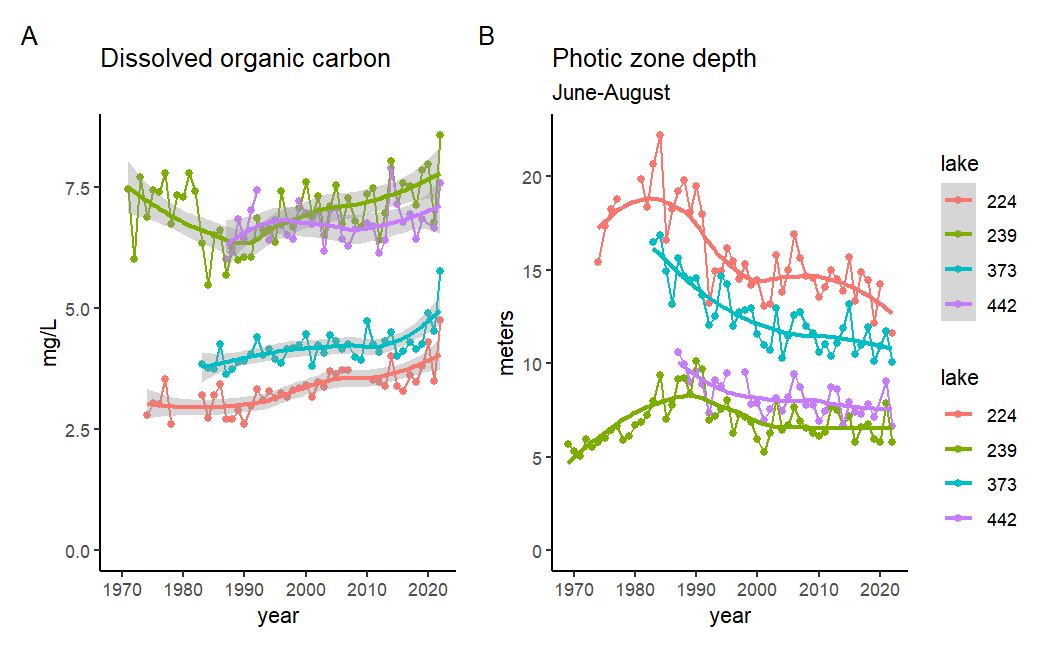 A
Dissolved organic carbon
mg/L
7.5
5.0
2.5
0.0
1970 1980 1990 2000 2010 2020
year
B
Photic zone depth
June-August
meters
20
15
10
5
0
1970 1980 1990 2000 2010 2020
year
lake
224
239
373
442
lake
224
239
373
442